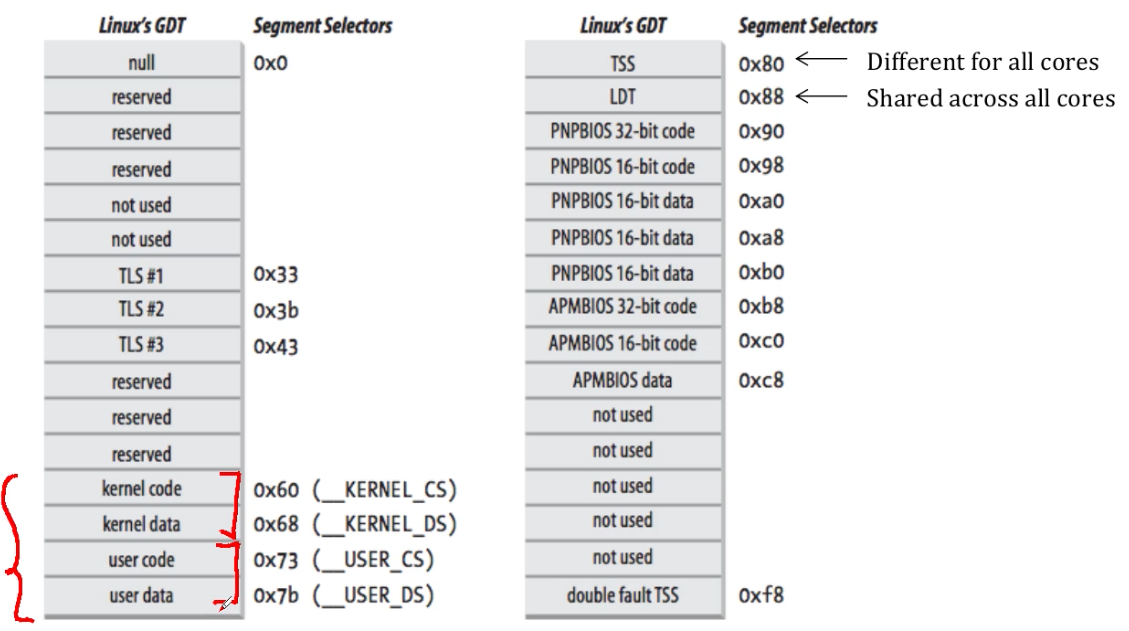 Linux's GDT Segment Selectors
null 0x0
reserved
reserved
reserved
not used
not used
TLS #1 0x33
TLS #2 0x3b
TLS #3 0x43
reserved
reserved
reserved
kernel code 0x60 (__KERNEL_CS)
kernel data 0x68 (__KERNEL_DS)
user code 0x73 (__USER_CS)
user data 0x7b (__USER_DS)
Linux's GDT Segment Selectors
TSS 0x80 ← Different for all cores
LDT 0x88 ← Shared across all cores
PNPBIOS 32-bit code 0x90
PNPBIOS 16-bit code 0x98
PNPBIOS 16-bit data 0xa0
PNPBIOS 16-bit data 0xa8
PNPBIOS 16-bit data 0xb0
APMBIOS 32-bit code 0xb8
APMBIOS 16-bit code 0xc0
APMBIOS data 0xc8
not used
not used
not used
not used
not used
double fault TSS 0xf8